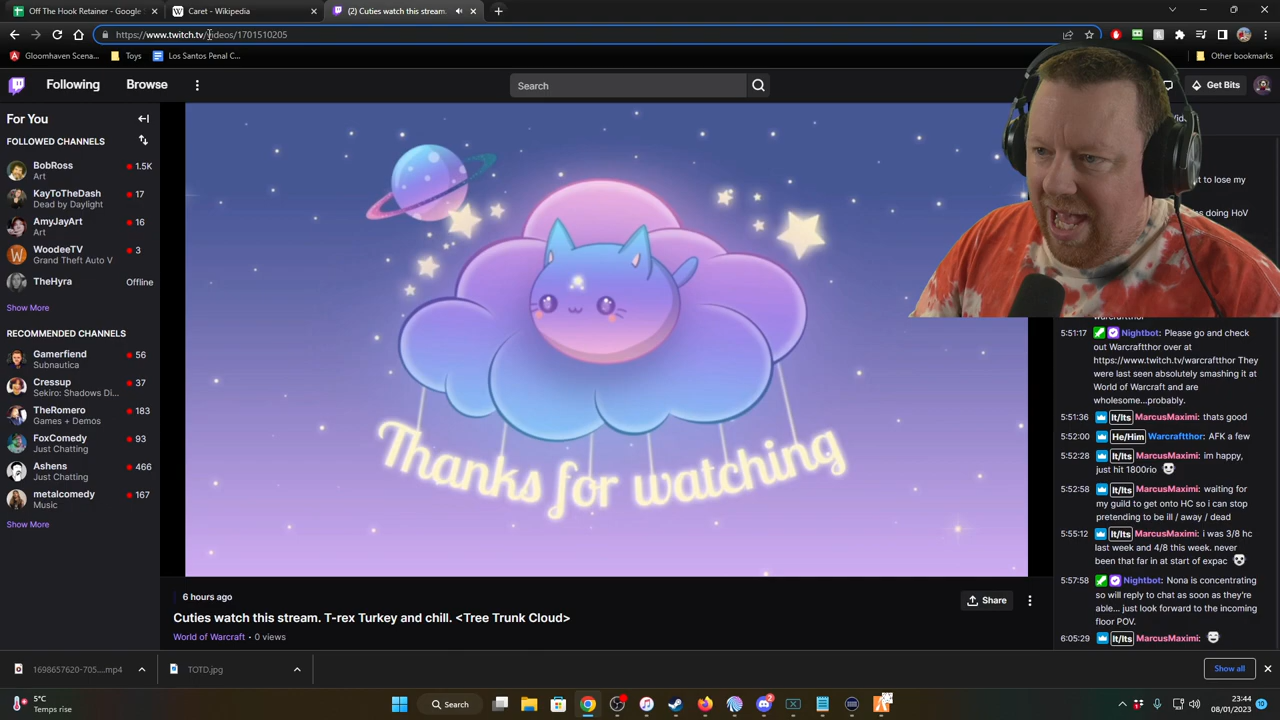 Off The Hook Retainer - Google
Caret - Wikipedia
(2) Cuties watch this stream.
https://www.twitch.tv/videos/1701510205
Gloomhaven Scena...
Toys
Los Santos Penal C...
Other bookmarks
Following
Browse
Search
Get Bits
For You
FOLLOWED CHANNELS
BobRoss
1.5K
Art
KayToTheDash
17
Dead by Daylight
AmyJayArt
16
Art
WoodeeTV
3
Grand Theft Auto V
TheHyra
Offline
Show More
RECOMMENDED CHANNELS
Gamerfiend
56
Subnautica
Cressup
37
Sekiro: Shadows Di...
TheRomero
183
Games + Demos
FoxComedy
93
Just Chatting
Ashens
466
Just Chatting
metalcomedy
167
Music
Show More
for watching
6 hours ago
Share
Cuties watch this stream. T-rex Turkey and chill. <Tree Trunk Cloud>
World of Warcraft • 0 views
t to lose my
s doing HoV
5:51:17 Nightbot: Please go and check
out Warcraftthor over at
https://www.twitch.tv/warcraftthor They
were last seen absolutely smashing it at
World of Warcraft and are
wholesome...probably.
5:51:36 It/Its MarcusMaximi: thats good
5:52:00 He/Him Warcraftthor: AFK a few
5:52:28 It/Its MarcusMaximi: im happy,
just hit 1800rio
5:52:58 It/Its MarcusMaximi: waiting for
my guild to get onto HC so i can stop
pretending to be ill / away / dead
5:55:12 It/Its MarcusMaximi: i was 3/8 hc
last week and 4/8 this week. never
been that far in at start of expac
5:57:58 Nightbot: Nona is concentrating
so will reply to chat as soon as they're
able... just look forward to the incoming
floor POV.
6:05:29 It/Its MarcusMaximi:
1698657620-705....mp4
TOTD.jpg
Show all
5°C
Temps rise
Search
23:44
08/01/2023